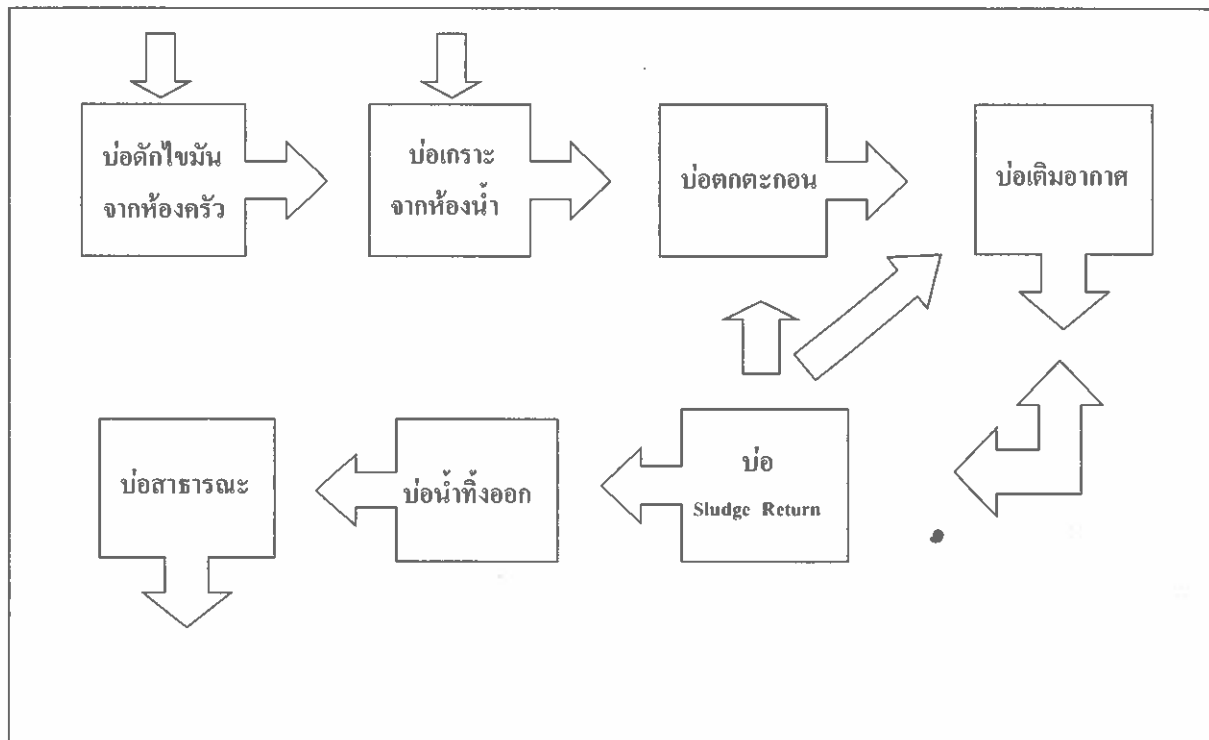 บ่อดักไขมัน
จากห้องครัว
บ่อเกราะ
จากห้องน้ำ
บ่อตกตะกอน
บ่อเติมอากาศ
บ่อสาธารณะ
บ่อน้ำทิ้งออก
บ่อ
Sludge Return